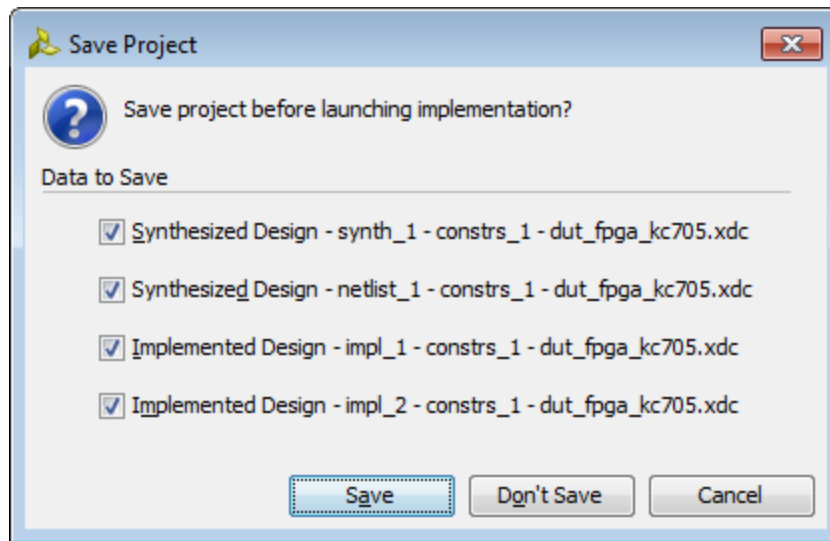 Save Project
Save project before launching implementation?
Data to Save
Synthesized Design - synth_1 - constrs_1 - dut_fpga_kc705.xdc
Synthesized Design - netlist_1 - constrs_1 - dut_fpga_kc705.xdc
Implemented Design - impl_1 - constrs_1 - dut_fpga_kc705.xdc
Implemented Design - impl_2 - constrs_1 - dut_fpga_kc705.xdc
Save Don't Save Cancel